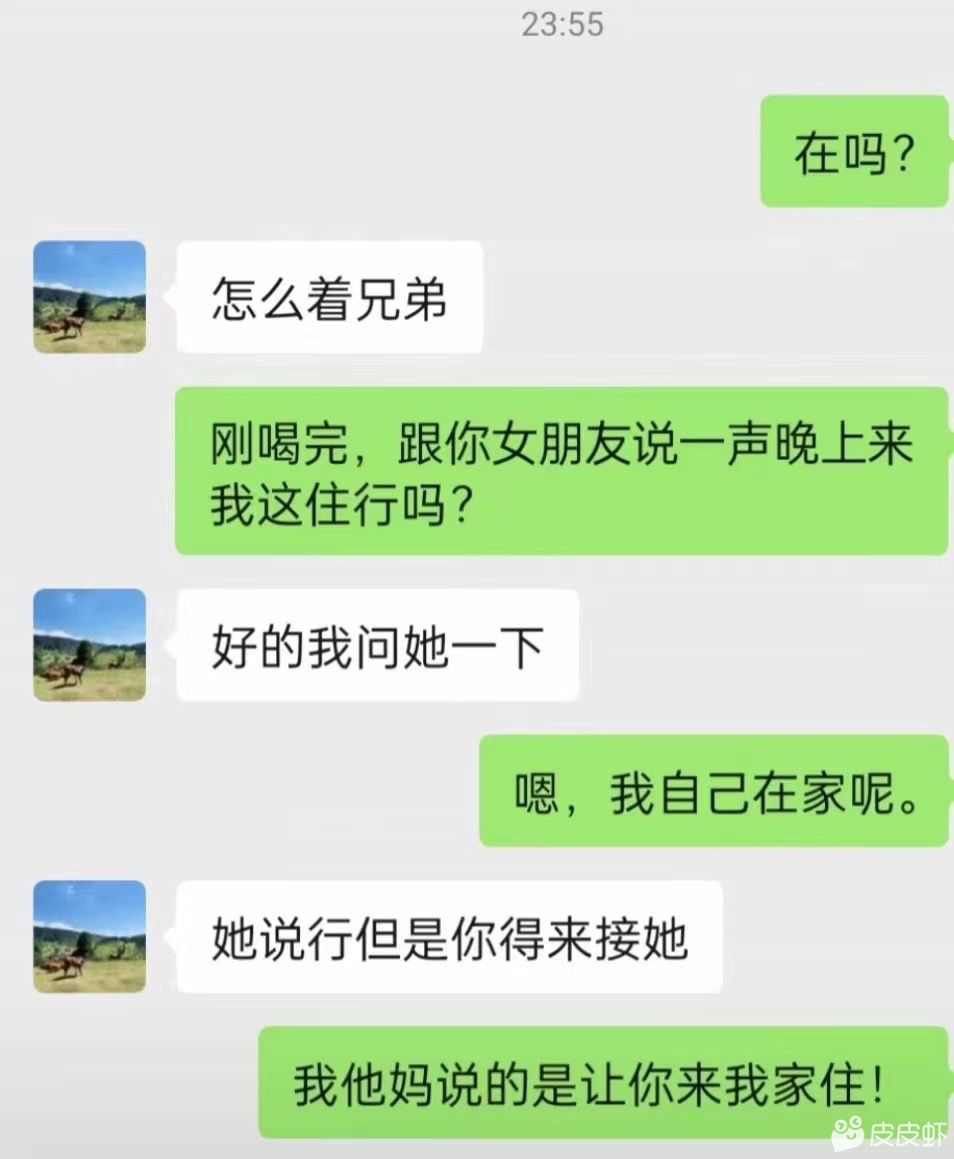 23:55
在吗？
怎么着兄弟
刚喝完，跟你女朋友说一声晚上来
我这住行吗？
好的我问她一下
嗯，我自己在家呢。
她说行但是你得来接她
我他妈说的是让你来我家住！
皮皮虾